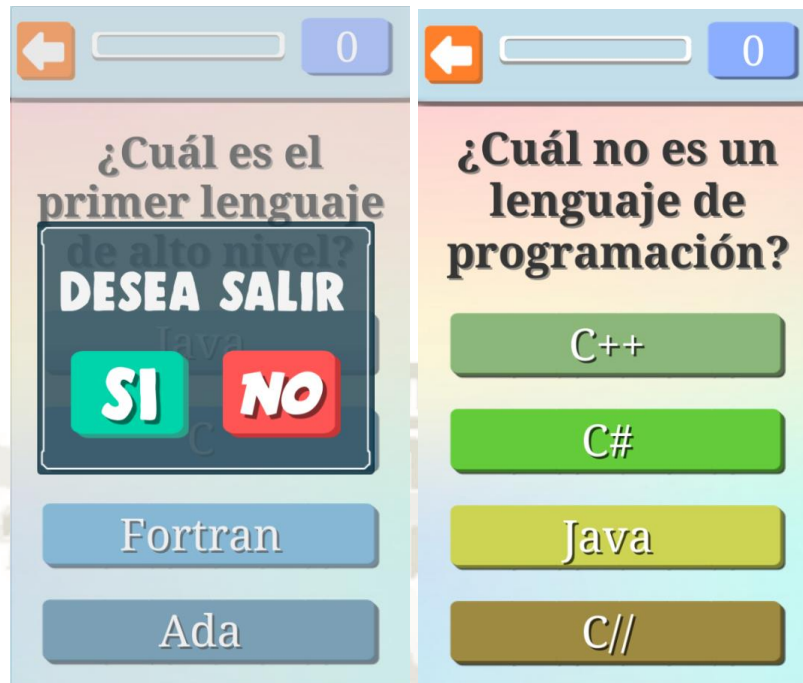 0
¿Cuál es el
primer lenguaje
de alto nivel?
DESEA SALIR
SI
NO
Java
C
Fortran
Ada
0
¿Cuál no es un
lenguaje de
programación?
C++
C#
Java
C//